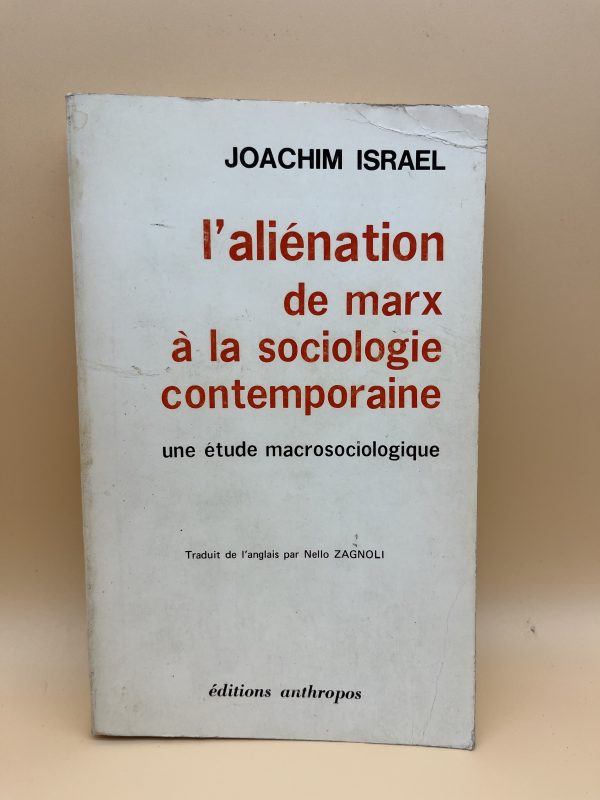 JOACHIM ISRAEL
l'aliénation
de marx
à la sociologie
contemporaine
une étude macrosociologique
Traduit de l'anglais par Nello ZAGNOLI
éditions anthropos